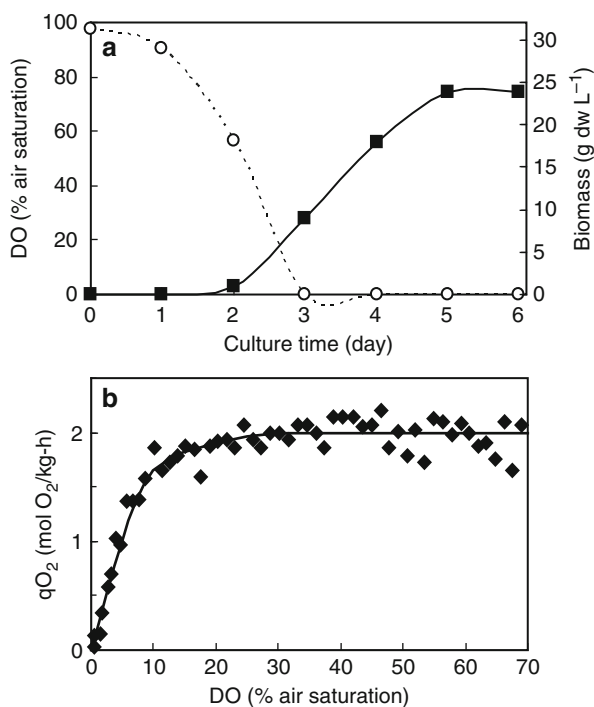 a
DO (% air saturation)
100
80
60
40
20
0
Biomass (g dw L⁻¹)
30
25
20
15
10
5
0
0 1 2 3 4 5 6
Culture time (day)
b
qO₂ (mol O₂/kg-h)
2
1
0
0 10 20 30 40 50 60 70
DO (% air saturation)